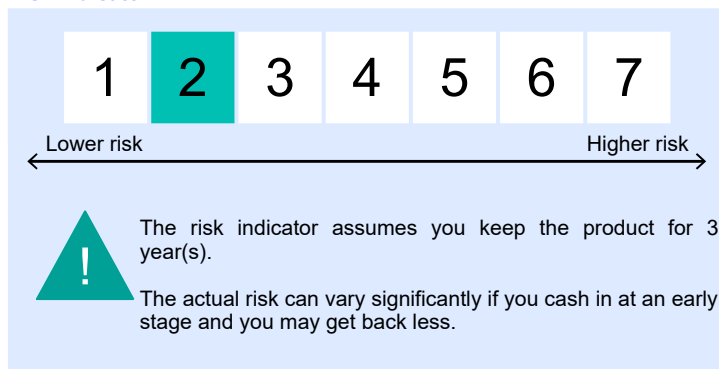 1 2 3 4 5 6 7
Lower risk Higher risk
The risk indicator assumes you keep the product for 3
year(s).
!
The actual risk can vary significantly if you cash in at an early
stage and you may get back less.